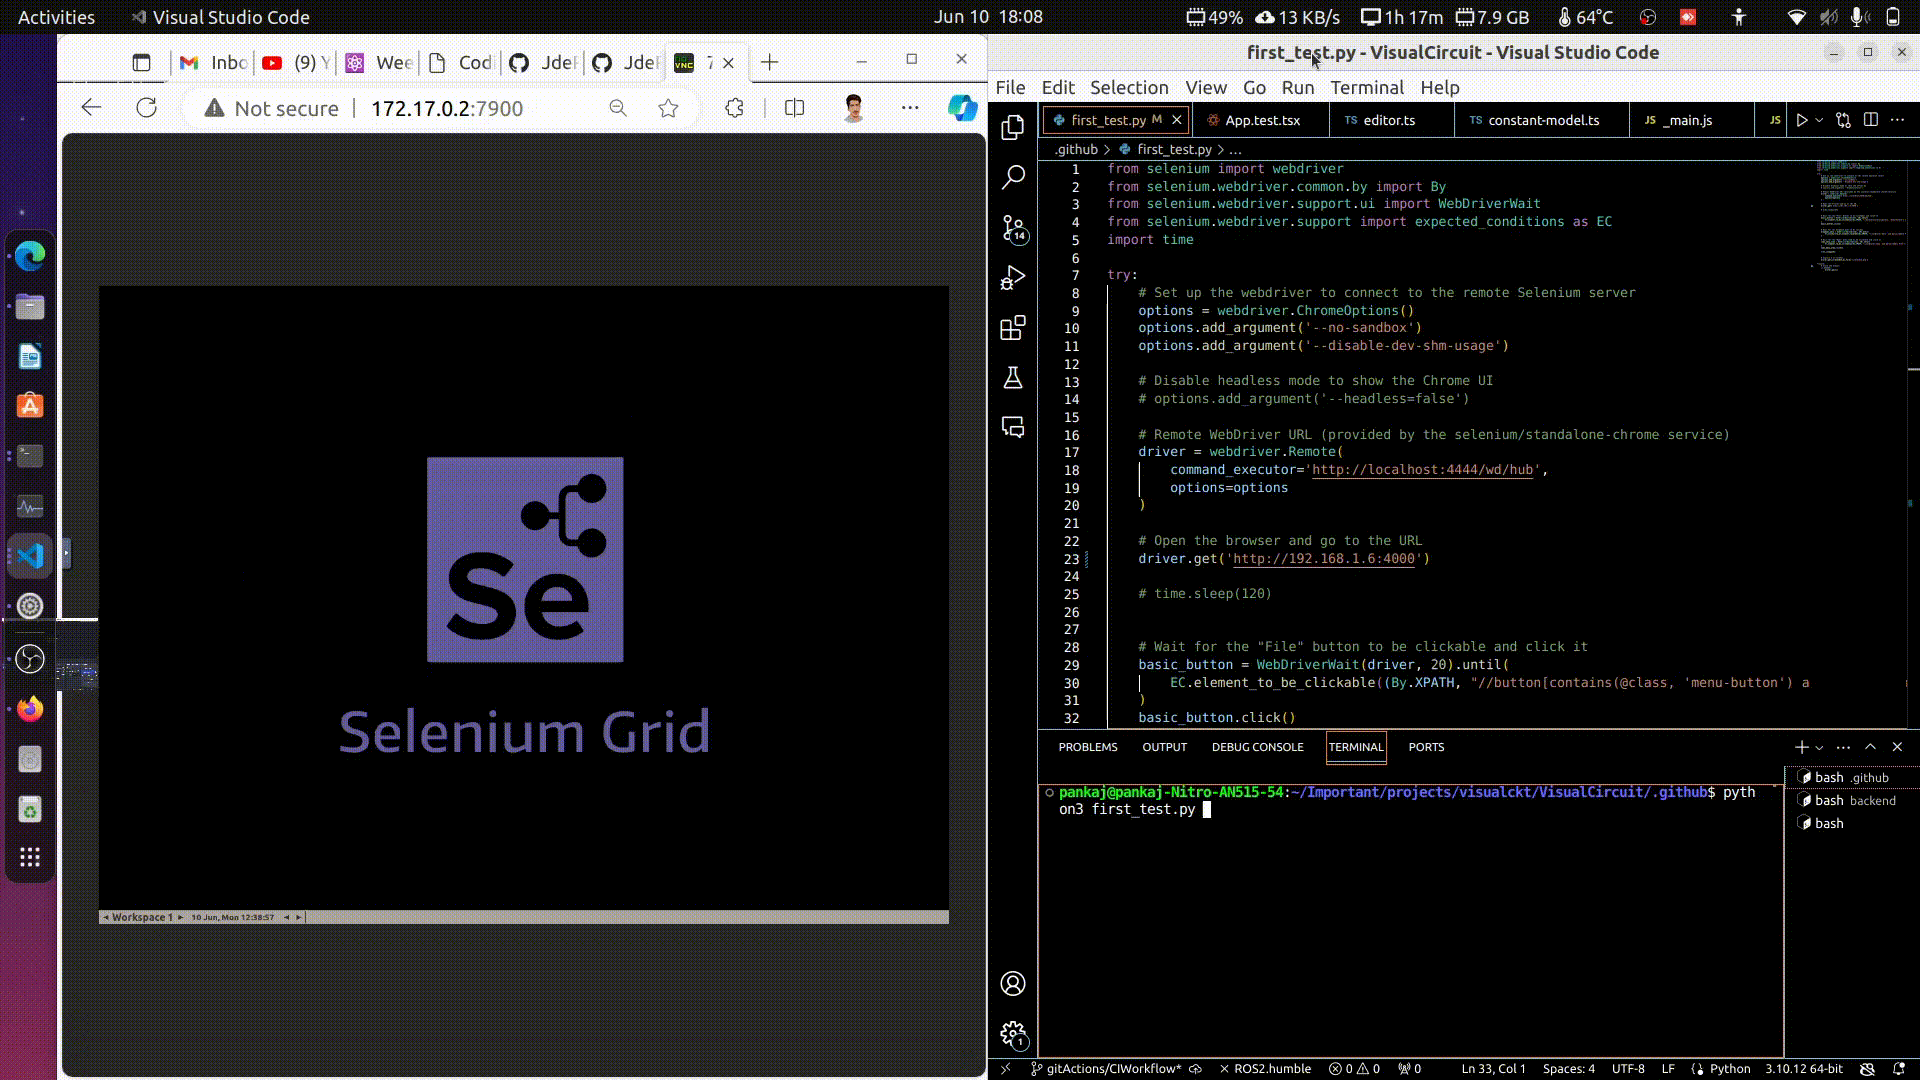 Activities
Visual Studio Code
Jun 10 18:08
49%
13 KB/s
1h 17m
7.9 GB
64°C
Inbo
(9) Y
Wee
Codi
JdeF
JdeF
7
Not secure
172.17.0.2:7900
Se
Selenium Grid
Workspace 1
10 Jun, Mon 12:38:57
first_test.py - VisualCircuit - Visual Studio Code
File Edit Selection View Go Run Terminal Help
first_test.py M
App.test.tsx
TS editor.ts
TS constant-model.ts
JS _main.js
JS
.github > first_test.py > ...
14
1 from selenium import webdriver
2 from selenium.webdriver.common.by import By
3 from selenium.webdriver.support.ui import WebDriverWait
4 from selenium.webdriver.support import expected_conditions as EC
5 import time
6
7 try:
8 # Set up the webdriver to connect to the remote Selenium server
9 options = webdriver.ChromeOptions()
10 options.add_argument('--no-sandbox')
11 options.add_argument('--disable-dev-shm-usage')
12
13 # Disable headless mode to show the Chrome UI
14 # options.add_argument('--headless=false')
15
16 # Remote WebDriver URL (provided by the selenium/standalone-chrome service)
17 driver = webdriver.Remote(
18 command_executor='http://localhost:4444/wd/hub',
19 options=options
20 )
21
22 # Open the browser and go to the URL
23 driver.get('http://192.168.1.6:4000')
24
25 # time.sleep(120)
26
27
28 # Wait for the "File" button to be clickable and click it
29 basic_button = WebDriverWait(driver, 20).until(
30 EC.element_to_be_clickable((By.XPATH, "//button[contains(@class, 'menu-button') a
31 )
32 basic_button.click()
PROBLEMS OUTPUT DEBUG CONSOLE TERMINAL PORTS
pankaj@pankaj-Nitro-AN515-54:~/Important/projects/visualckt/VisualCircuit/.github$ pyth
on3 first_test.py
bash .github
bash backend
bash
1
gitActions/CIWorkflow*
ROS2.humble
0
0
0
Ln 33, Col 1
Spaces: 4
UTF-8
LF
Python
3.10.12 64-bit